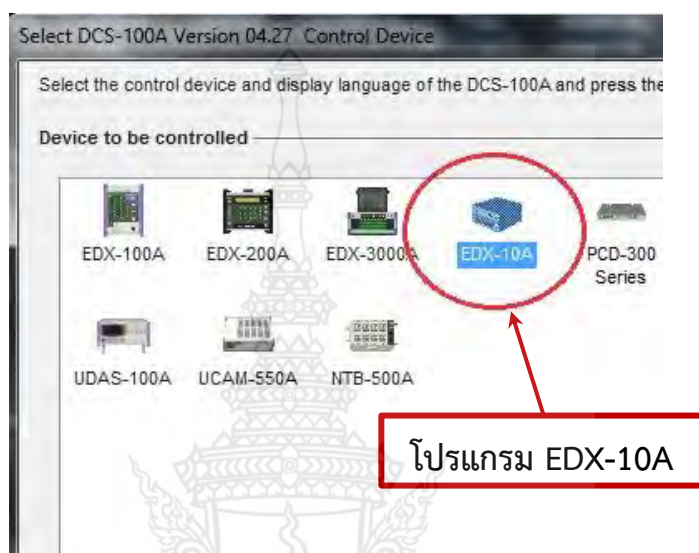 Select DCS-100A Version 04.27 Control Device
Select the control device and display language of the DCS-100A and press the
Device to be controlled
EDX-100A EDX-200A EDX-3000A EDX-10A PCD-300
Series
UDAS-100A UCAM-550A NTB-500A
โปรแกรม EDX-10A